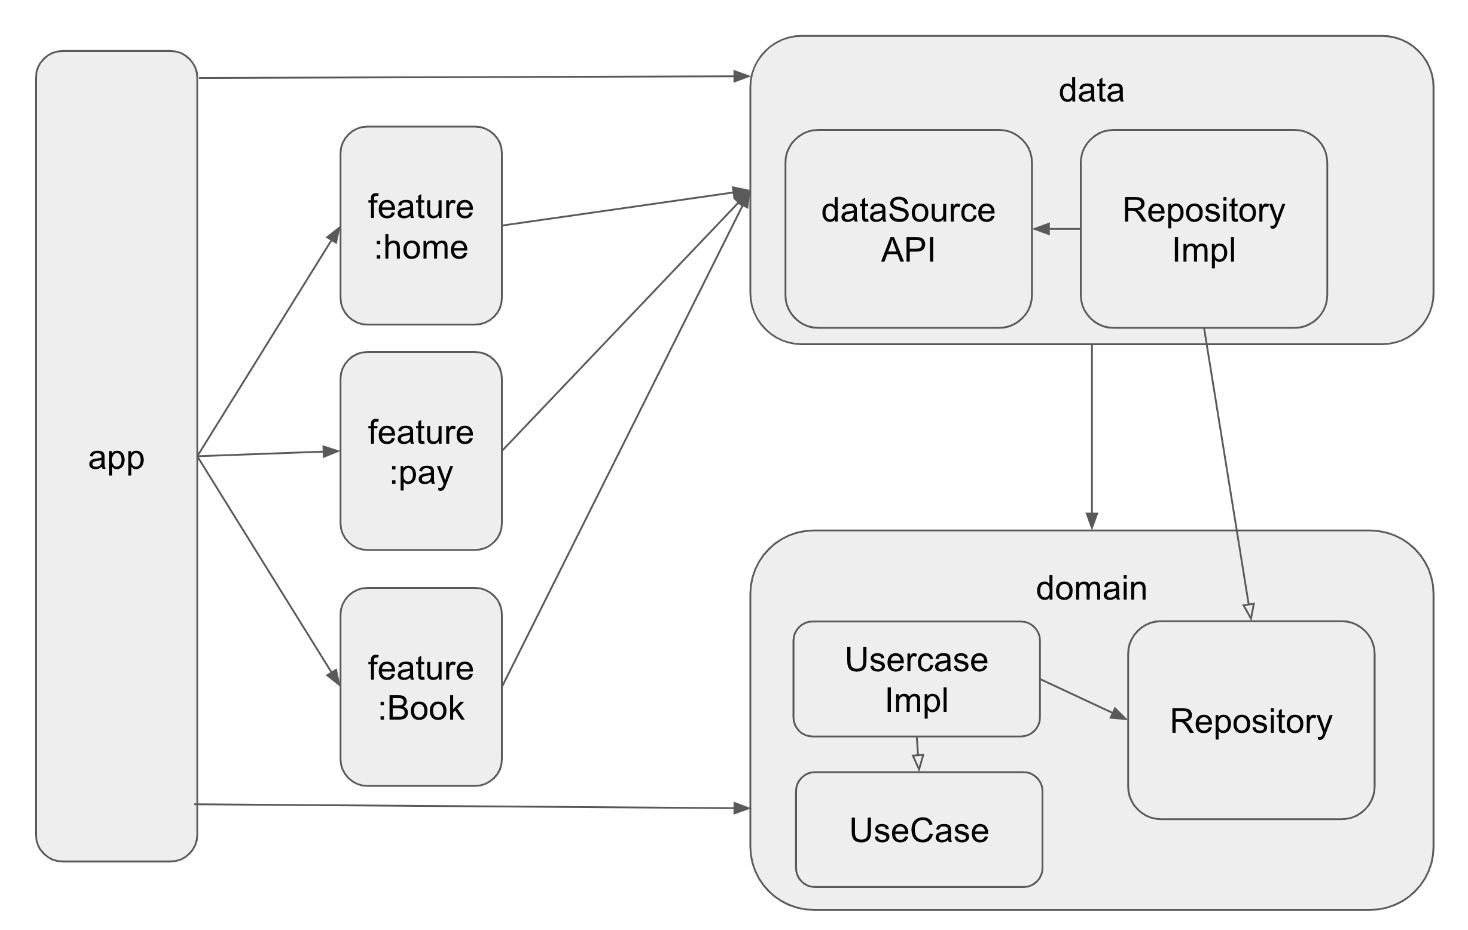 app
feature
:home
feature
:pay
feature
:Book
data
dataSource
API
Repository
Impl
domain
Usercase
Impl
Repository
UseCase